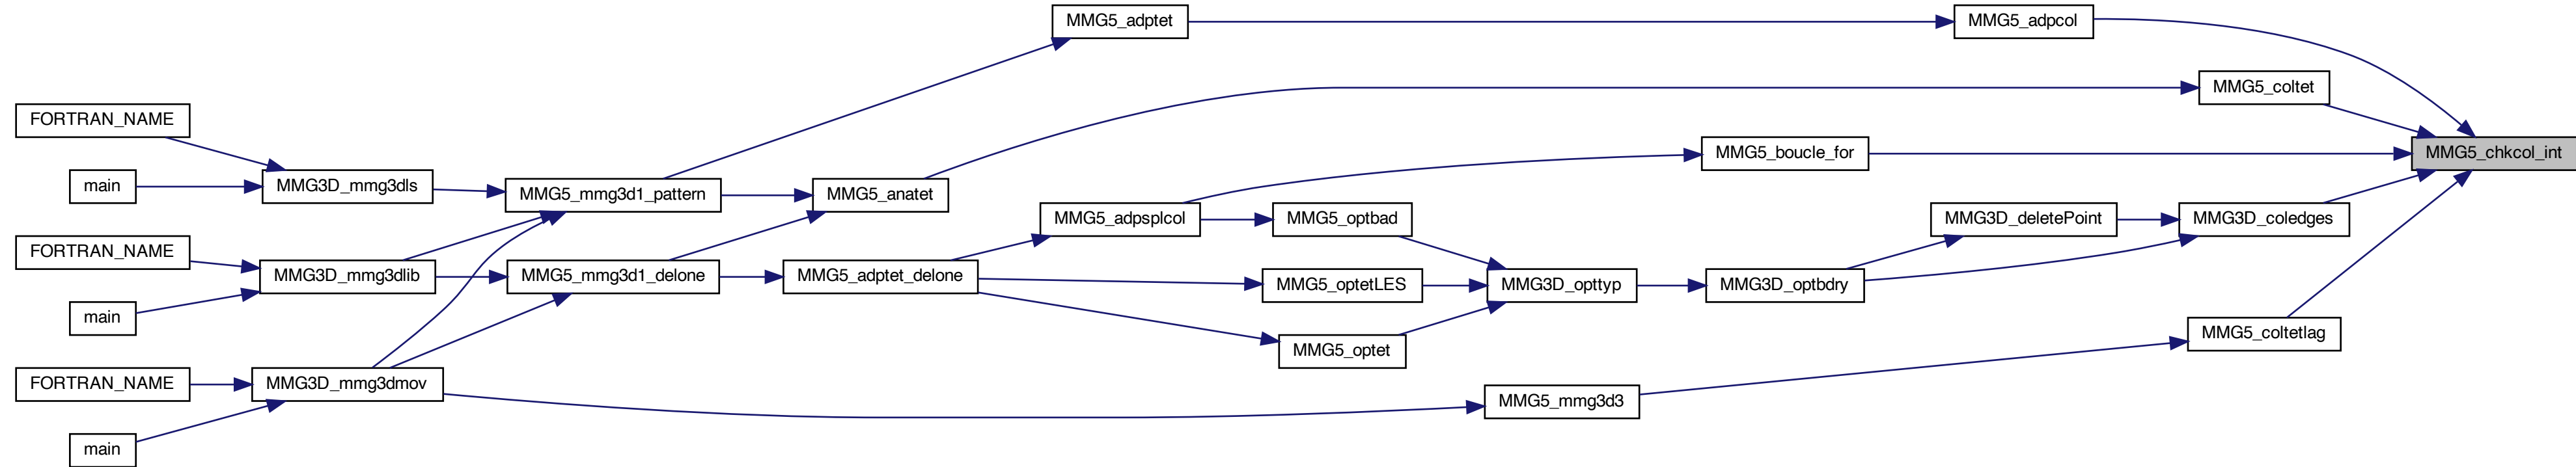 MMG5_adptet
MMG5_adpcol
MMG5_coltet
FORTRAN_NAME
MMG5_boucle_for
MMG5_chkcol_int
main
MMG3D_mmg3dls
MMG5_mmg3d1_pattern
MMG5_anatet
MMG5_adpsplcol
MMG5_optbad
MMG3D_deletePoint
MMG3D_coledges
FORTRAN_NAME
MMG3D_mmg3dlib
MMG5_mmg3d1_delone
MMG5_adptet_delone
MMG5_optetLES
MMG3D_opttyp
MMG3D_optbdry
main
MMG5_coltetlag
MMG5_optet
FORTRAN_NAME
MMG3D_mmg3dmov
MMG5_mmg3d3
main